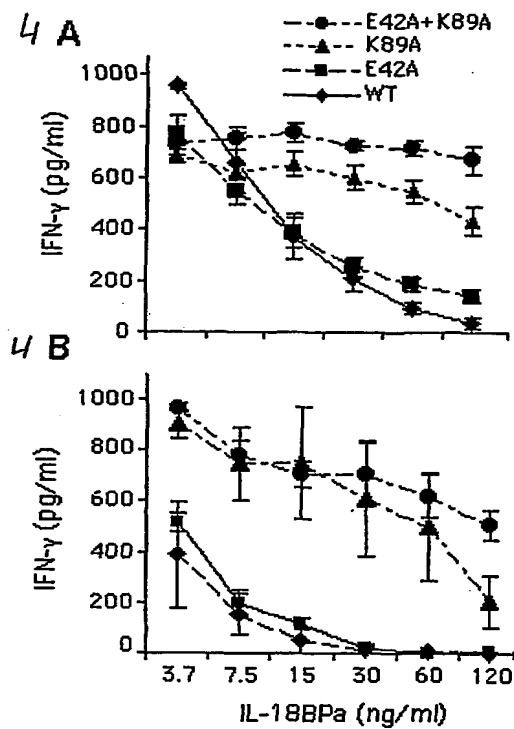 4 A
E42A+K89A
K89A
E42A
WT
1000
800
600
400
200
0
IFN-γ (pg/ml)
4 B
1000
800
600
400
200
0
IFN-γ (pg/ml)
3.7 7.5 15 30 60 120
IL-18BPa (ng/ml)